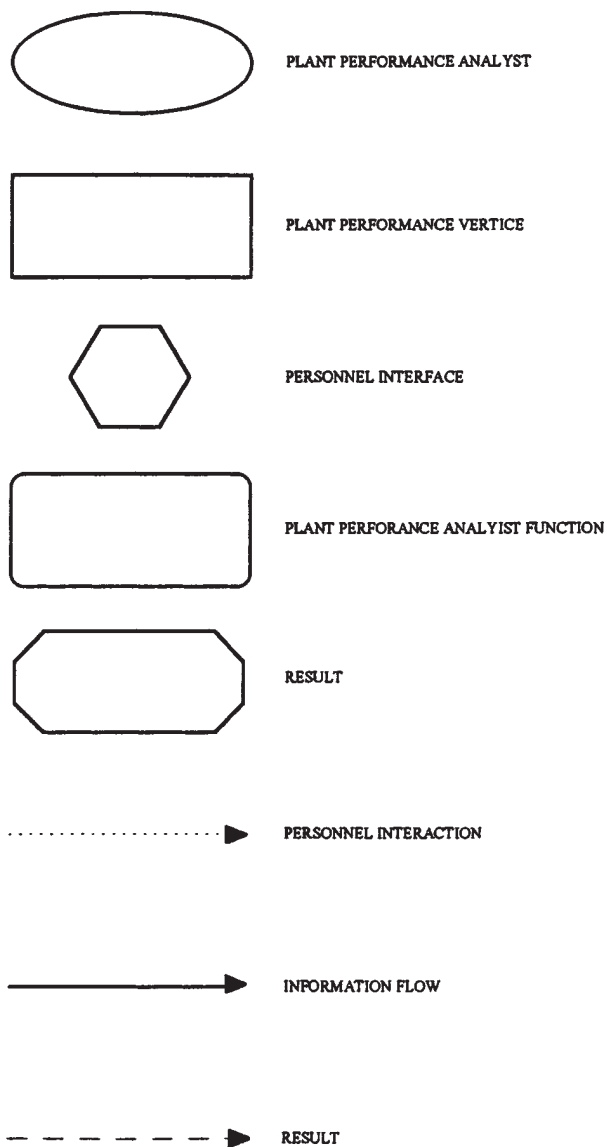 PLANT PERFORMANCE ANALYST
PLANT PERFORMANCE VERTICE
PERSONNEL INTERFACE
PLANT PERFORANCE ANALYIST FUNCTION
RESULT
PERSONNEL INTERACTION
INFORMATION FLOW
RESULT